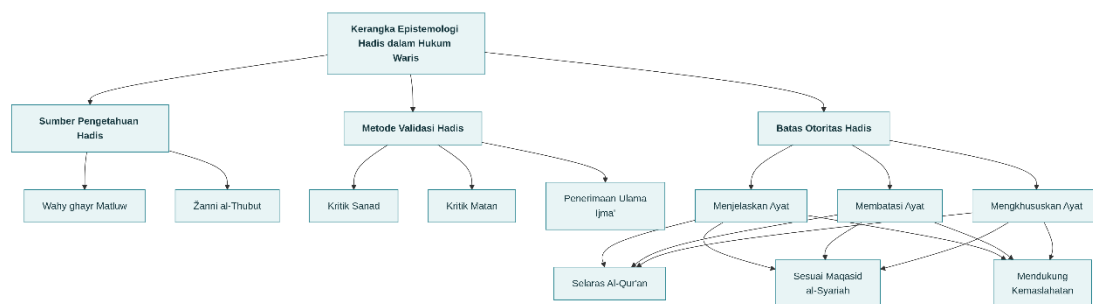 Kerangka Epistemologi
Hadis dalam Hukum
Waris
Sumber Pengetahuan
Hadis
Metode Validasi Hadis
Batas Otoritas Hadis
Wahy ghayr Matluw
Żanni al-Thubut
Kritik Sanad
Kritik Matan
Penerimaan Ulama
Ijma'
Menjelaskan Ayat
Membatasi Ayat
Mengkhususkan Ayat
Selaras Al-Qur'an
Sesuai Maqasid
al-Syariah
Mendukung
Kemaslahatan